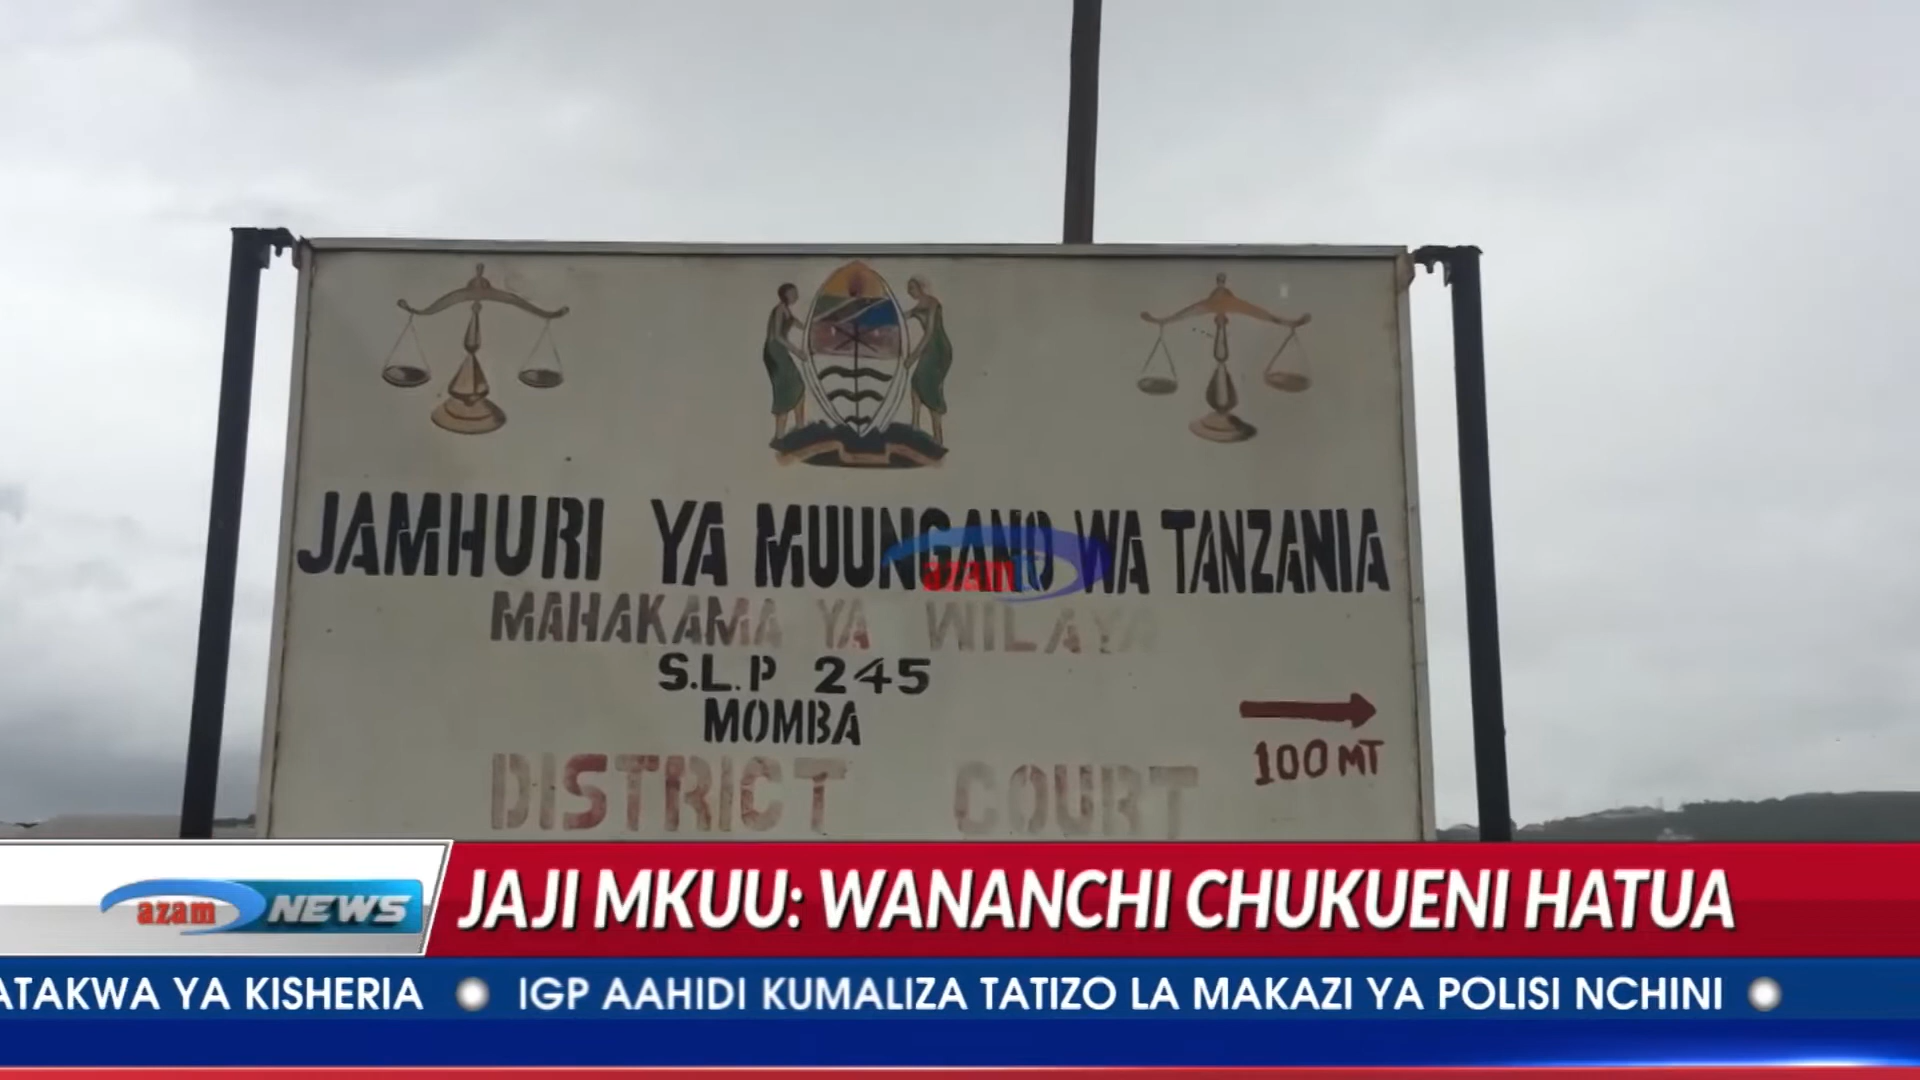 JAMHURI YA MUUNGANO WA TANZANIA
azam tv
MAHAKAMA YA WILAYA
S.L.P 245
MOMBA
100 MT
DISTRICT COURT
azam NEWS
JAJI MKUU: WANANCHI CHUKUENI HATUA
ATAKWA YA KISHERIA
IGP AAHIDI KUMALIZA TATIZO LA MAKAZI YA POLISI NCHINI